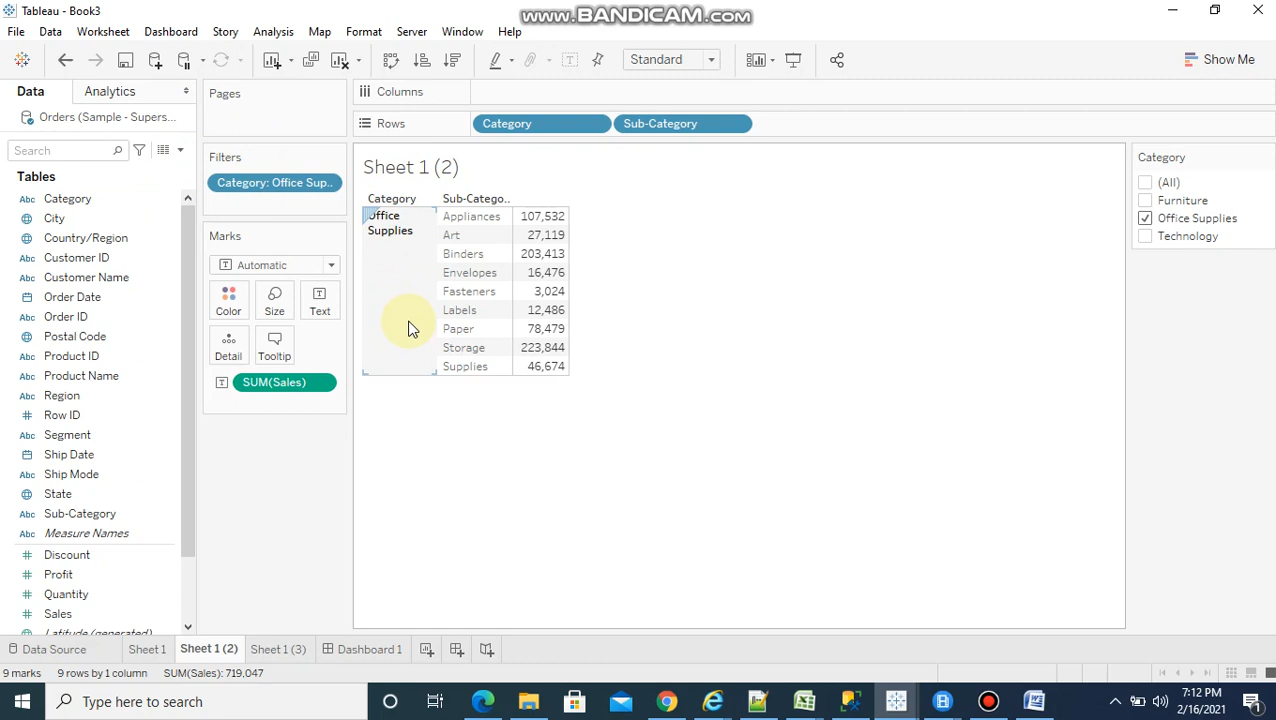 Tableau - Book3
www.BANDICAM.com
File Data Worksheet Dashboard Story Analysis Map Format Server Window Help
Standard
Show Me
Data Analytics
Pages
Columns
Rows Category Sub-Category
Orders (Sample - Supers...
Search
Tables
Category
City
Country/Region
Customer ID
Customer Name
Order Date
Order ID
Postal Code
Product ID
Product Name
Region
Row ID
Segment
Ship Date
Ship Mode
State
Sub-Category
Measure Names
Discount
Profit
Quantity
Sales
Latitude (generated)
Filters
Category: Office Sup..
Marks
Automatic
Color Size Text
Detail Tooltip
SUM(Sales)
Sheet 1 (2)
Category Sub-Catego..
Office Supplies
Appliances 107,532
Art 27,119
Binders 203,413
Envelopes 16,476
Fasteners 3,024
Labels 12,486
Paper 78,479
Storage 223,844
Supplies 46,674
Category
(All)
Furniture
Office Supplies
Technology
Data Source Sheet 1 Sheet 1 (2) Sheet 1 (3) Dashboard 1
9 marks 9 rows by 1 column SUM(Sales): 719,047
Type here to search
7:12 PM
2/16/2021